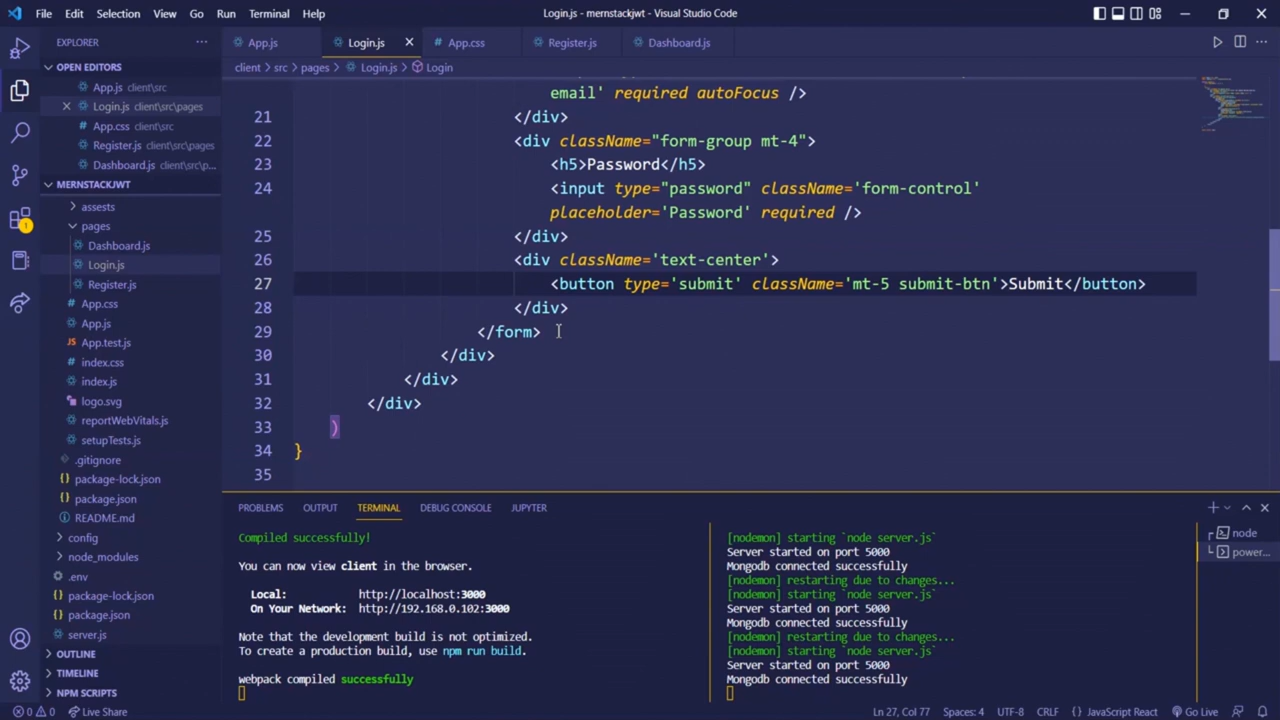 File Edit Selection View Go Run Terminal Help
Login.js - mernstackjwt - Visual Studio Code
EXPLORER ...
App.js Login.js App.css Register.js Dashboard.js
OPEN EDITORS
client > src > pages > Login.js > Login
App.js client\src
Login.js client\src\pages
App.css client\src
Register.js client\src\pages
Dashboard.js client\src\p...
MERNSTACKJWT
assests
pages
Dashboard.js
Login.js
Register.js
App.css
App.js
App.test.js
index.css
index.js
logo.svg
reportWebVitals.js
setupTests.js
.gitignore
package-lock.json
package.json
README.md
config
node_modules
.env
package-lock.json
package.json
server.js
OUTLINE
TIMELINE
NPM SCRIPTS
1
email' required autoFocus />
21 </div>
22 <div className="form-group mt-4">
23 <h5>Password</h5>
24 <input type="password" className='form-control'
placeholder='Password' required />
25 </div>
26 <div className='text-center'>
27 <button type='submit' className='mt-5 submit-btn'>Submit</button>
28 </div>
29 </form>
30 </div>
31 </div>
32 </div>
33 )
34 }
35
PROBLEMS OUTPUT TERMINAL DEBUG CONSOLE JUPYTER
Compiled successfully!
You can now view client in the browser.
Local: http://localhost:3000
On Your Network: http://192.168.0.102:3000
Note that the development build is not optimized.
To create a production build, use npm run build.
webpack compiled successfully
[nodemon] starting `node server.js`
Server started on port 5000
Mongodb connected successfully
[nodemon] restarting due to changes...
[nodemon] starting `node server.js`
Server started on port 5000
Mongodb connected successfully
[nodemon] restarting due to changes...
[nodemon] starting `node server.js`
Server started on port 5000
Mongodb connected successfully
node
power...
0 0 Live Share
Ln 27, Col 77 Spaces: 4 UTF-8 CRLF {} JavaScript React Go Live